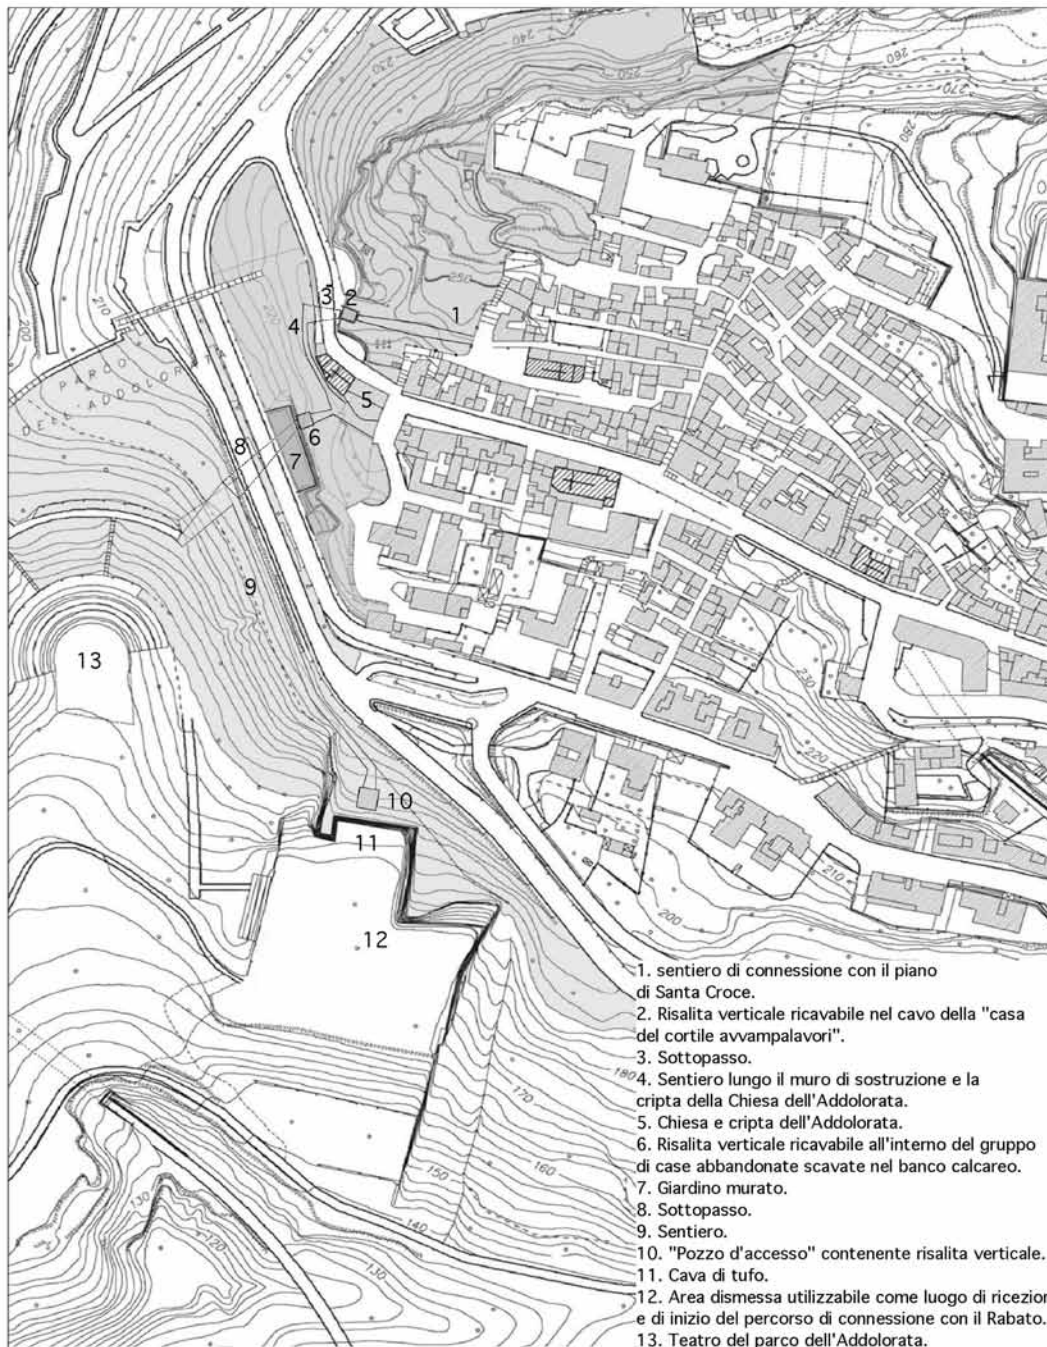 240
230
250
260
270
280
210
200
220
250
PARCO
DELL'ADDOLORATA
1
2
3
4
5
6
7
8
9
10
11
12
13
230
220
210
200
180
170
160
150
140
130
130
120
1. sentiero di connessione con il piano
di Santa Croce.
2. Risalita verticale ricavabile nel cavo della "casa
del cortile avvampalavori".
3. Sottopasso.
4. Sentiero lungo il muro di sostruzione e la
cripta della Chiesa dell'Addolorata.
5. Chiesa e cripta dell'Addolorata.
6. Risalita verticale ricavabile all'interno del gruppo
di case abbandonate scavate nel banco calcareo.
7. Giardino murato.
8. Sottopasso.
9. Sentiero.
10. "Pozzo d'accesso" contenente risalita verticale.
11. Cava di tufo.
12. Area dismessa utilizzabile come luogo di ricezion
e di inizio del percorso di connessione con il Rabato.
13. Teatro del parco dell'Addolorata.